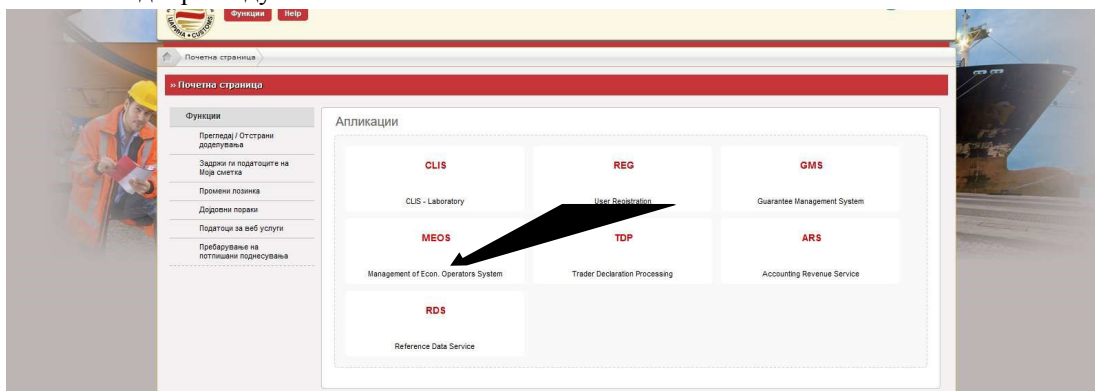 ЦАРИНА • CUSTOMS
Функции Help
Почетна страница
» Почетна страница
Функции
Прегледај / Отстрани
доделувања
Задржи ги податоците на
Моја сметка
Промени лозинка
Дојдовни пораки
Податоци за веб услуги
Пребарување на
потпишани поднесувања
Апликации
CLIS
CLIS - Laboratory
REG
User Registration
GMS
Guarantee Management System
MEOS
Management of Econ. Operators System
TDP
Trader Declaration Processing
ARS
Accounting Revenue Service
RDS
Reference Data Service